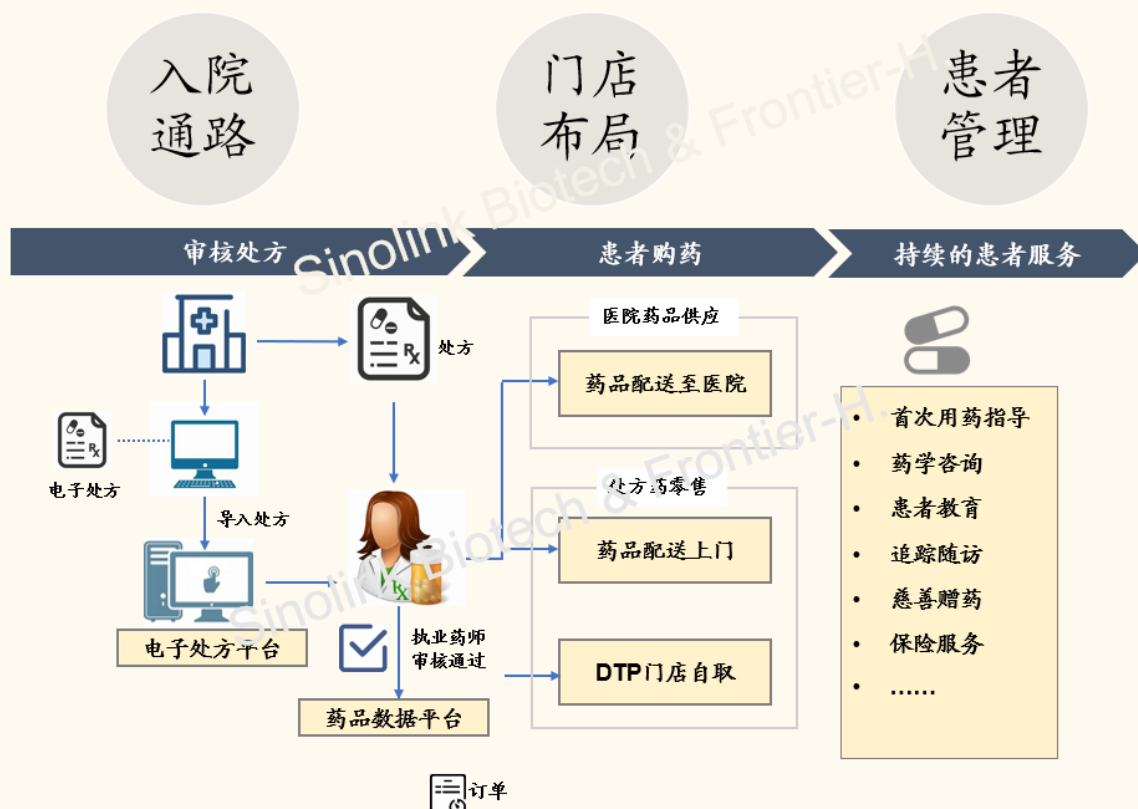 入院
通路
门店
布局
患者
管理
审核处方
患者购药
持续的患者服务
处方
电子处方
导入处方
电子处方平台
Rx
Rx
Rx
执业药师
审核通过
药品数据平台
订单
医院药品供应
药品配送至医院
处方药零售
药品配送上门
DTP门店自取
• 首次用药指导
• 药学咨询
• 患者教育
• 追踪随访
• 慈善赠药
• 保险服务
• ……
Sinolink Biotech & Frontier-H.
Sinolink Biotech & Frontier-H.